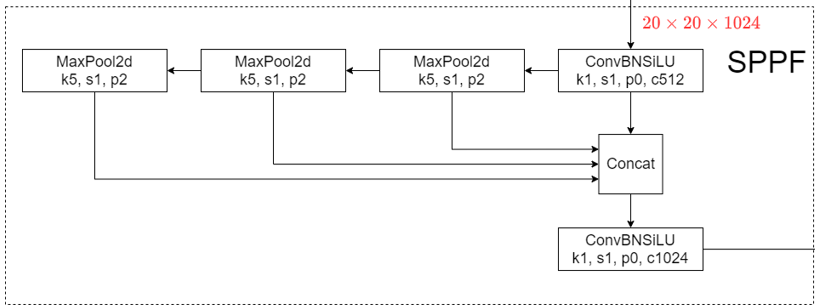 20 × 20 × 1024
SPPF
MaxPool2d
k5, s1, p2
MaxPool2d
k5, s1, p2
MaxPool2d
k5, s1, p2
ConvBNSiLU
k1, s1, p0, c512
Concat
ConvBNSiLU
k1, s1, p0, c1024